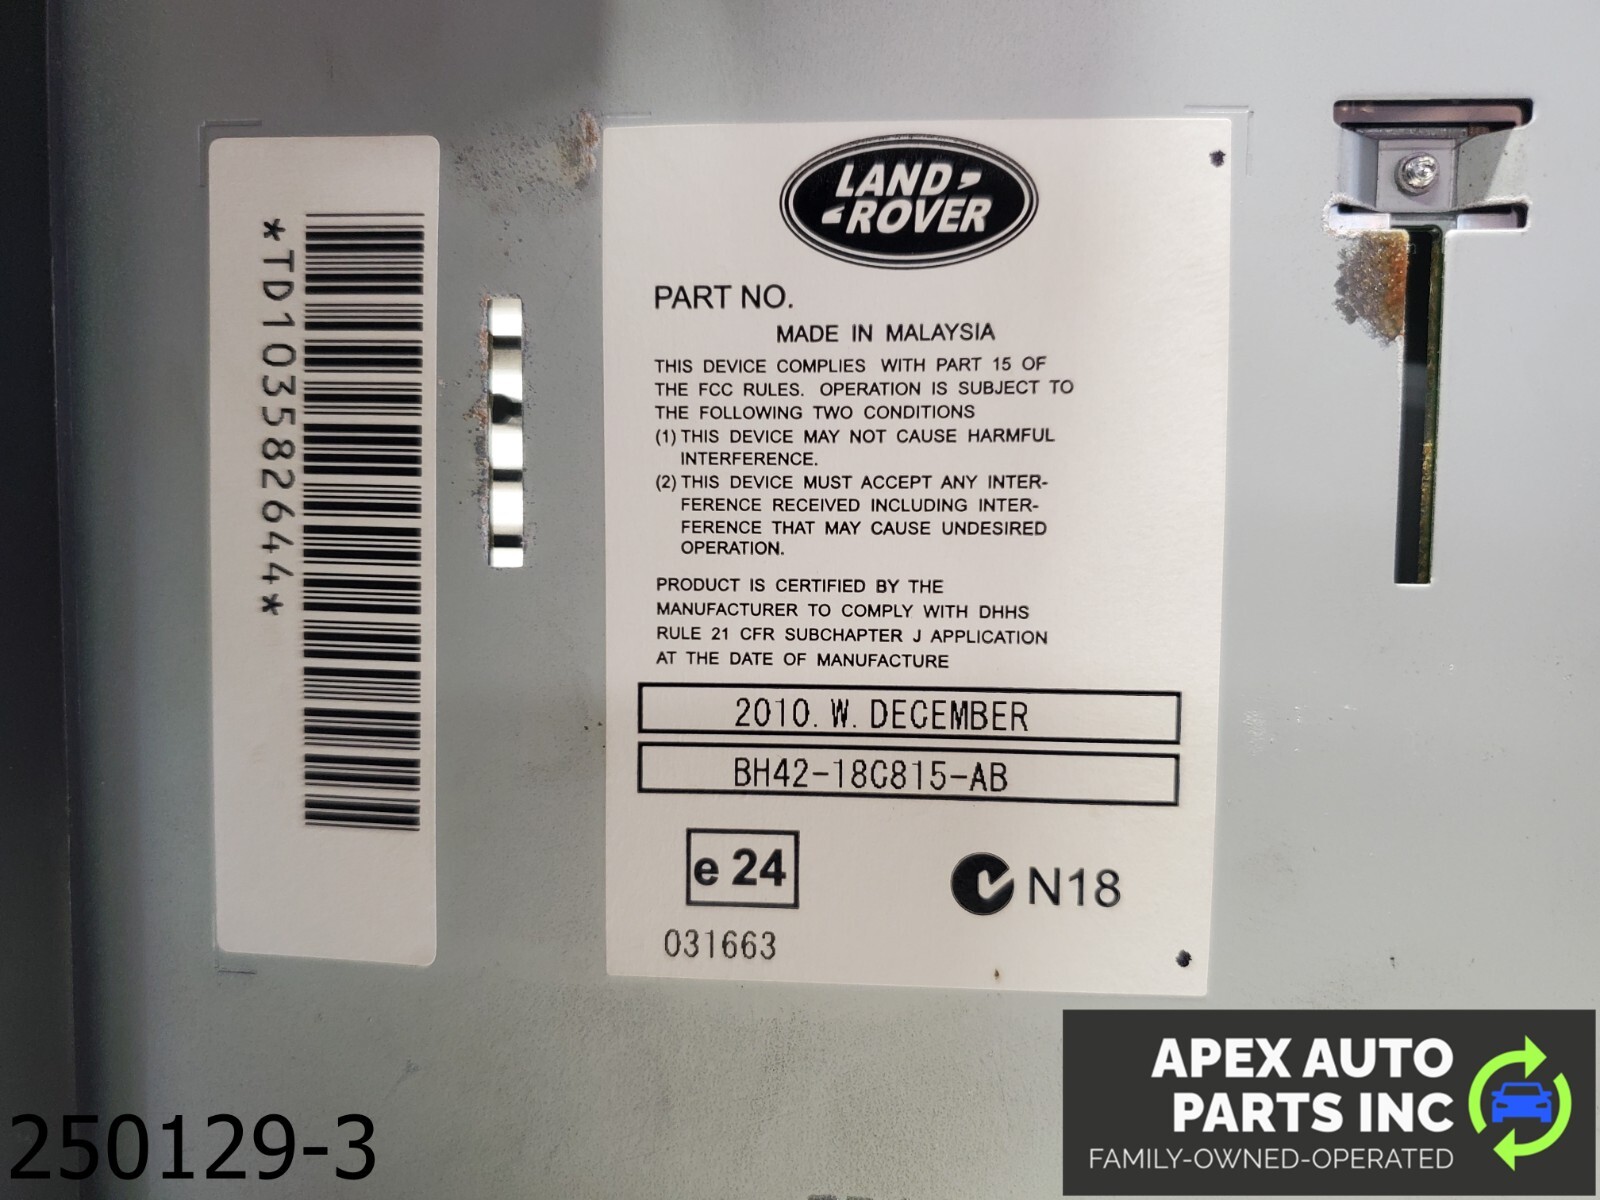 *TD10358264 4*
LAND
ROVER
PART NO.
MADE IN MALAYSIA
THIS DEVICE COMPLIES WITH PART 15 OF
THE FCC RULES. OPERATION IS SUBJECT TO
THE FOLLOWING TWO CONDITIONS
(1) THIS DEVICE MAY NOT CAUSE HARMFUL
INTERFERENCE.
(2) THIS DEVICE MUST ACCEPT ANY INTER-
FERENCE RECEIVED INCLUDING INTER-
FERENCE THAT MAY CAUSE UNDESIRED
OPERATION.
PRODUCT IS CERTIFIED BY THE
MANUFACTURER TO COMPLY WITH DHHS
RULE 21 CFR SUBCHAPTER J APPLICATION
AT THE DATE OF MANUFACTURE
2010. W. DECEMBER
BH42-18C815-AB
e 24
N18
031663
250129-3
APEX AUTO
PARTS INC
FAMILY-OWNED-OPERATED